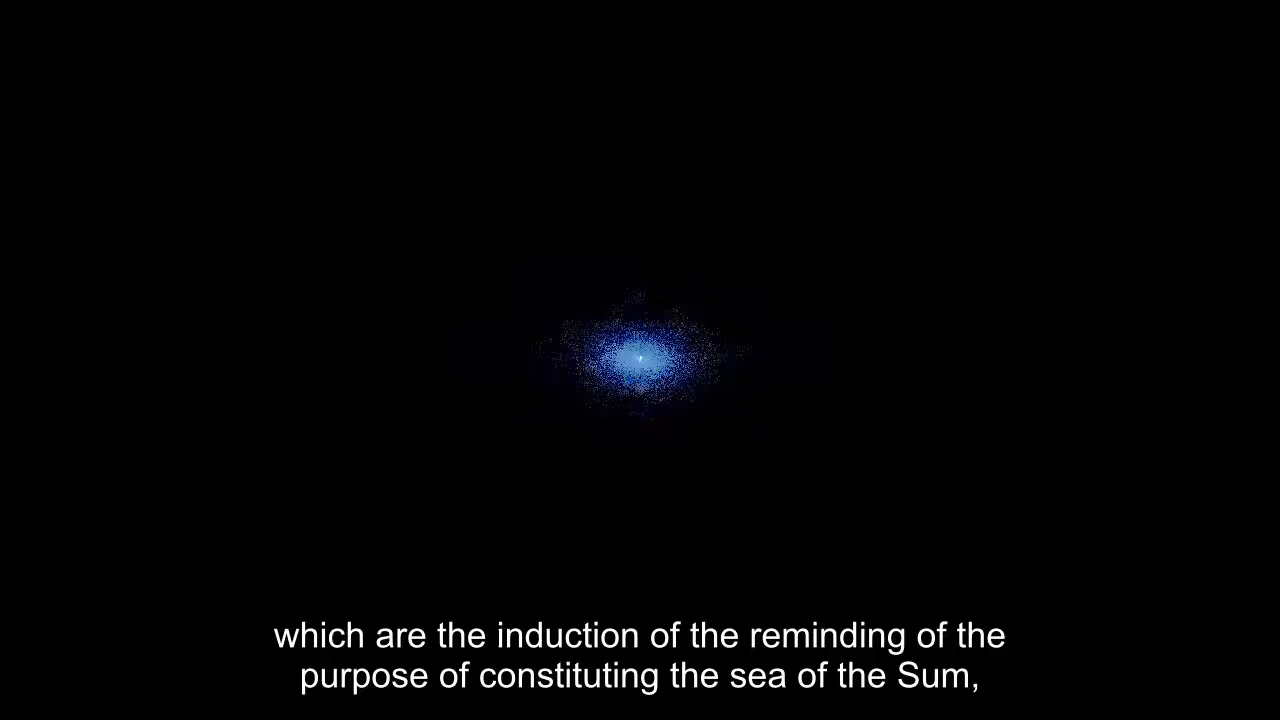 which are the induction of the reminding of the
purpose of constituting the sea of the Sum,